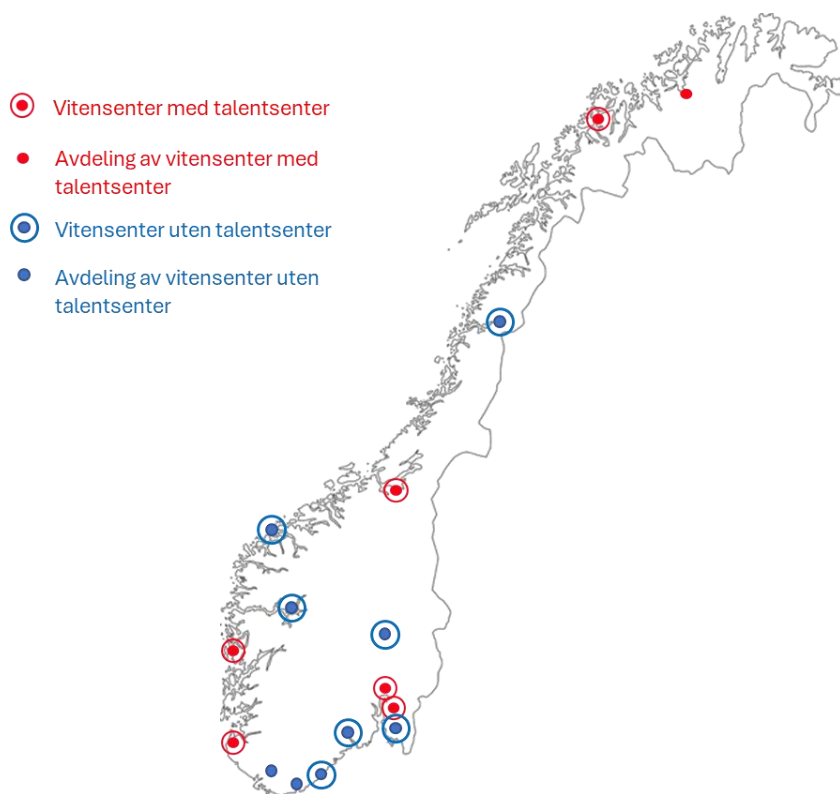 Vitensenter med talentsenter
Avdeling av vitensenter med
talentsenter
Vitensenter uten talentsenter
Avdeling av vitensenter uten
talentsenter